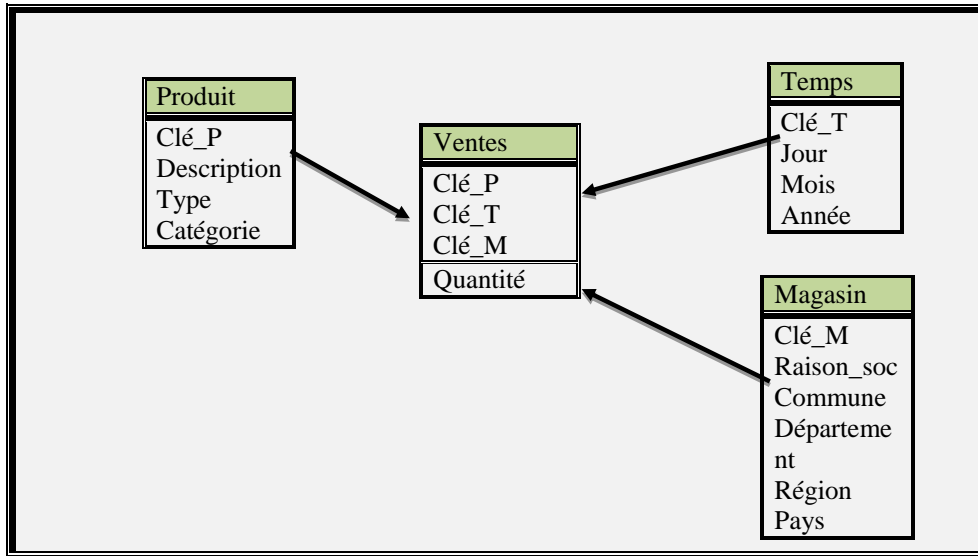 Produit
Clé_P
Description
Type
Catégorie
Ventes
Clé_P
Clé_T
Clé_M
Quantité
Temps
Clé_T
Jour
Mois
Année
Magasin
Clé_M
Raison_soc
Commune
Départeme
nt
Région
Pays